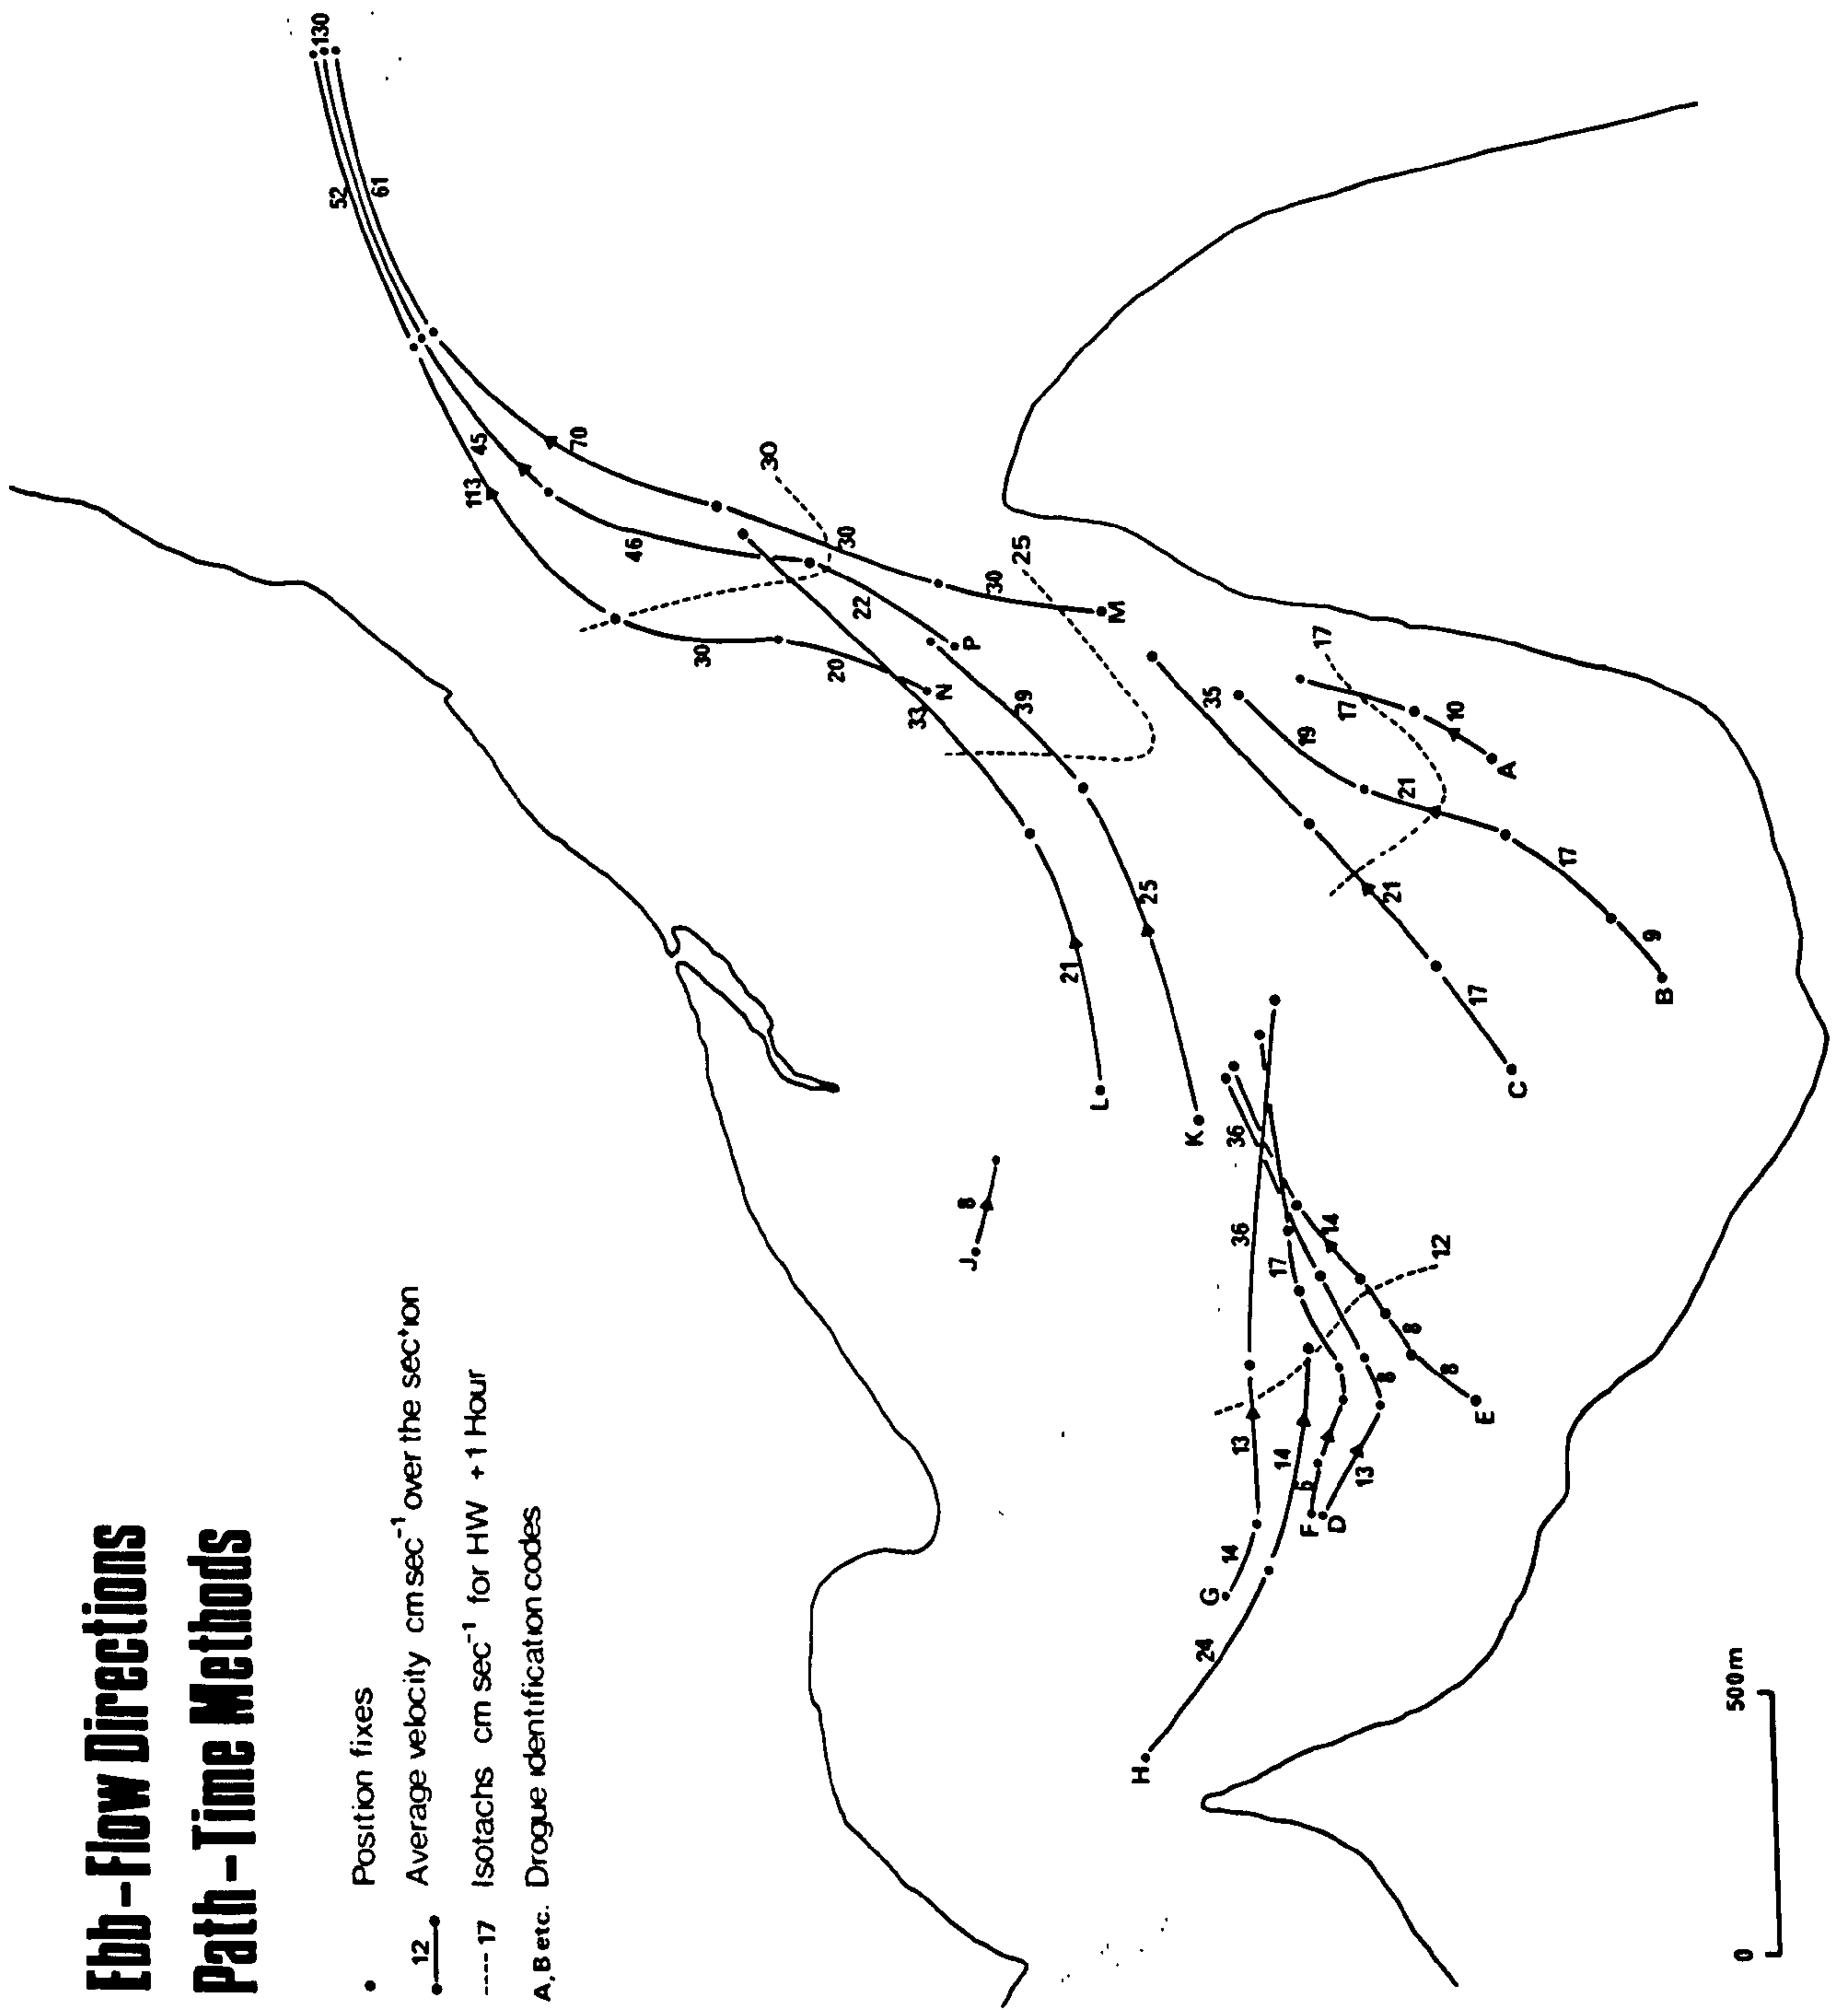 Ebb-Flow Directions
Path-Time Methods
Position fixes
12 Average velocity cm sec⁻¹ over the section
17 Isotachs cm sec⁻¹ for HW + 1 Hour
A, B etc. Drogue identification codes
130
52
61
113
45
70
46
30
30
22
30
30
20
25
N
P
M
33
39
35
17
17
19
10
21
A
21
25
21
17
9
B
17
C
L
K
J
8
36
36
17
14
12
8
8
8
E
13
14
6
13
F
D
G
14
24
H
0
500m